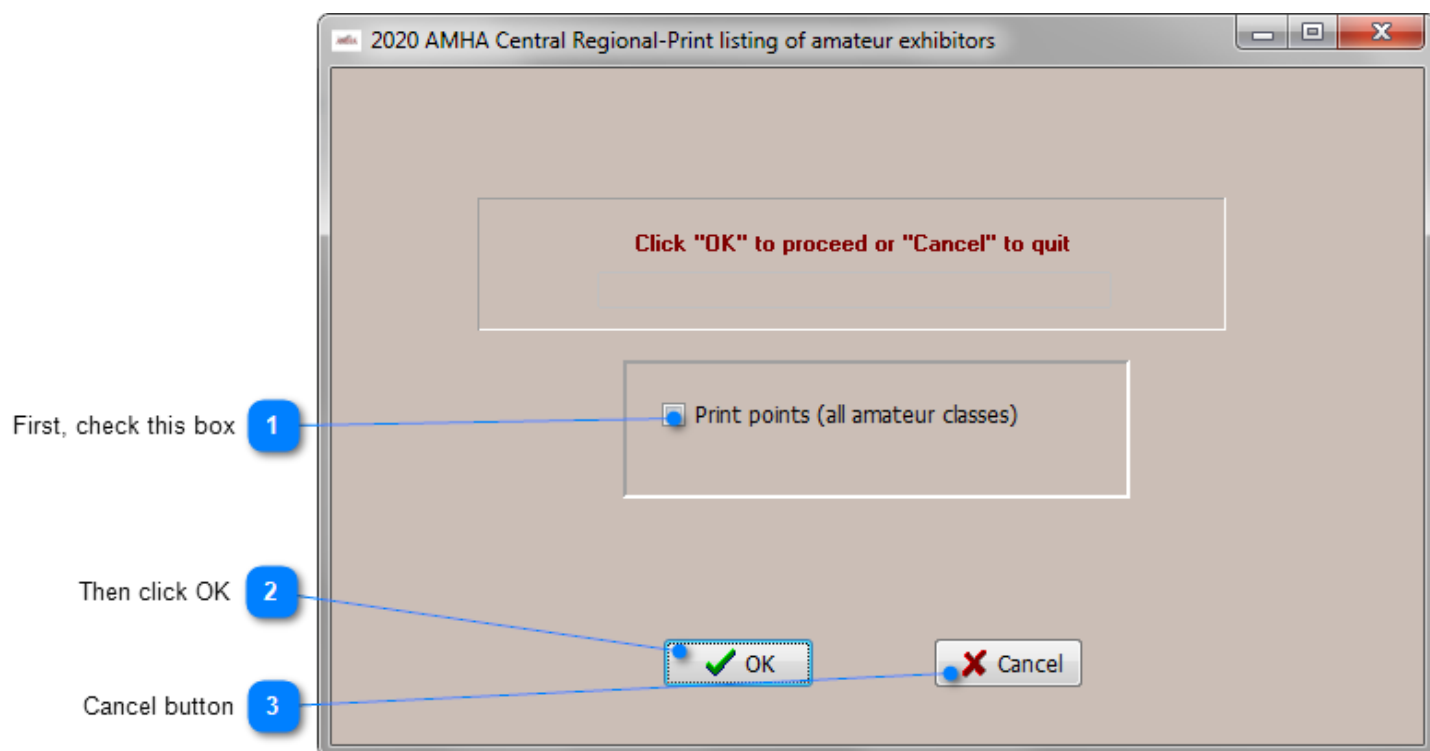 2020 AMHA Central Regional-Print listing of amateur exhibitors
Click "OK" to proceed or "Cancel" to quit
First, check this box 1
Print points (all amateur classes)
Then click OK 2
OK
Cancel
Cancel button 3